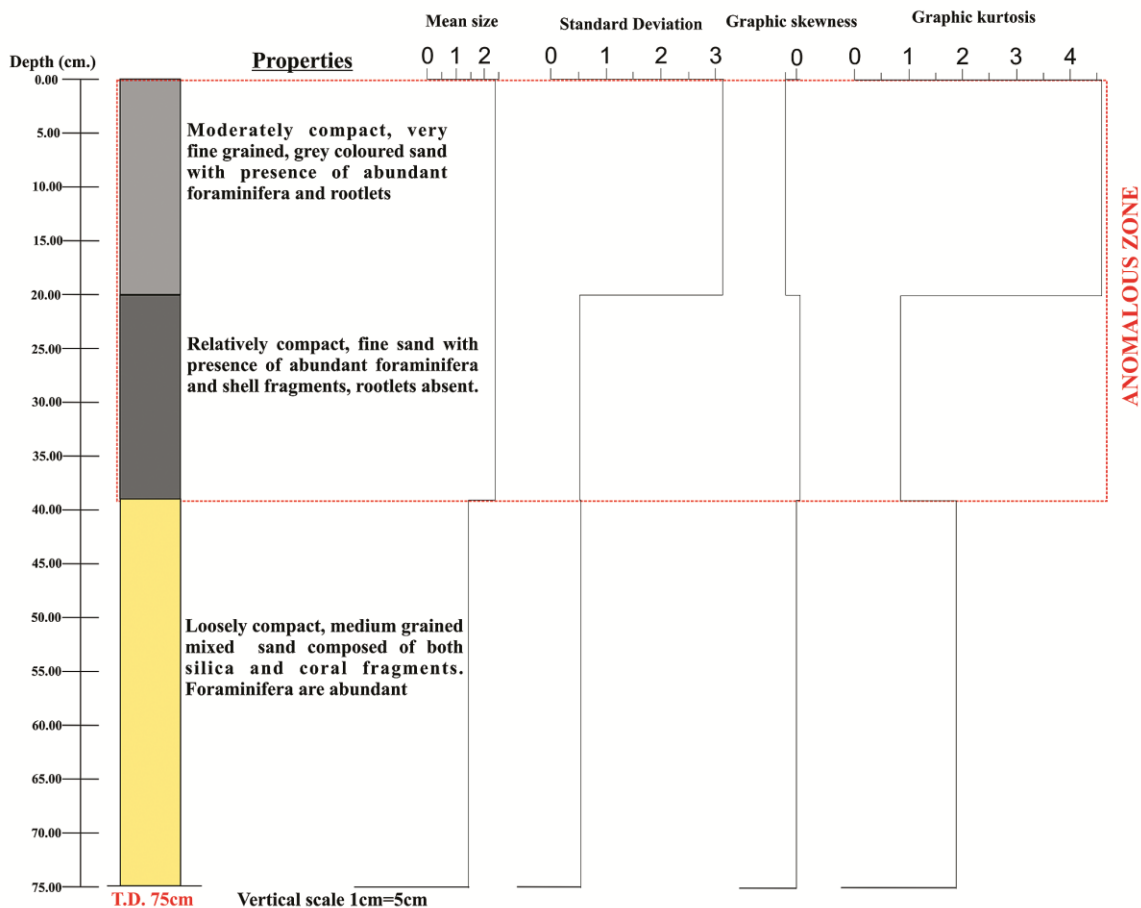 Mean size
Standard Deviation
Graphic skewness
Graphic kurtosis
Depth (cm.)
Properties
0 1 2
0 1 2 3
0
0 1 2 3 4
0.00
5.00
10.00
15.00
20.00
25.00
30.00
35.00
40.00
45.00
50.00
55.00
60.00
65.00
70.00
75.00
Moderately compact, very
fine grained, grey coloured sand
with presence of abundant
foraminifera and rootlets
Relatively compact, fine sand with
presence of abundant foraminifera
and shell fragments, rootlets absent.
Loosely compact, medium grained
mixed sand composed of both
silica and coral fragments.
Foraminifera are abundant
ANOMALOUS ZONE
T.D. 75cm
Vertical scale 1cm=5cm